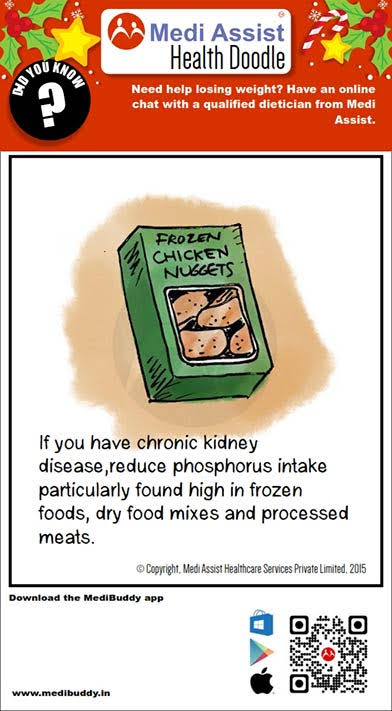 Medi Assist
Health Doodle
DID YOU KNOW
?
Need help losing weight? Have an online
chat with a qualified dietician from Medi
Assist.
FROZEN
CHICKEN
NUGGETS
If you have chronic kidney
disease,reduce phosphorus intake
particularly found high in frozen
foods, dry food mixes and processed
meats.
© Copyright, Medi Assist Healthcare Services Private Limited, 2015
Download the MediBuddy app
www.medibuddy.in